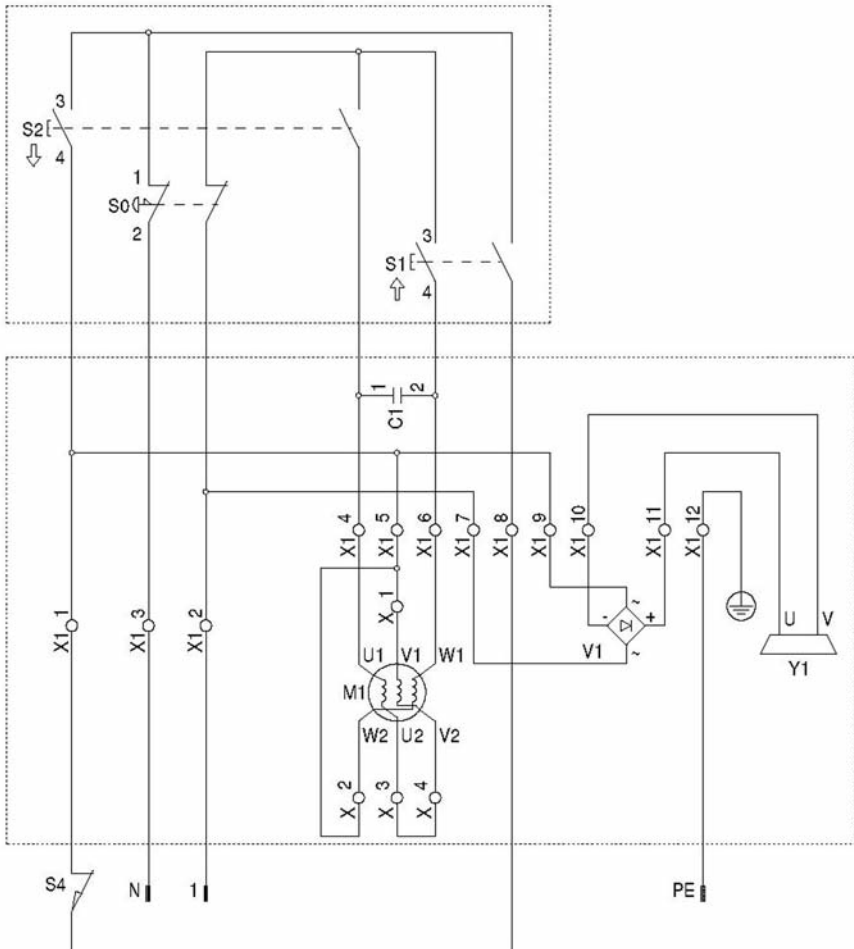 3
S2
4
1
S0
2
3
S1
4
1 2
C1
X1 4
X1 5
X1 6
X1 7
X1 8
X1 9
X1 10
X1 11
X1 12
X1 1
X1 3
X1 2
X 1
- ~ +
V1 ~
U V
Y1
U1 V1 W1
M1
W2 U2 V2
X 2
X 3
X 4
S4
N
1
PE